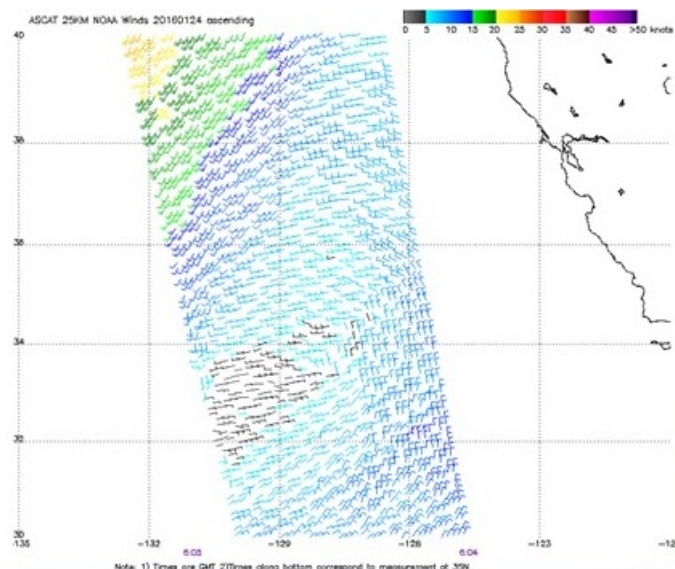 ASCAT 25KM NOAA Winds 20160124 ascending
0 5 10 15 20 25 30 35 40 45 >50 knots
40
38
36
34
32
30
-135 -132 -129 -126 -123 -12
6:03 6:04
Note: 1) Times are GMT 2)Times along bottom correspond to measurement at 35N